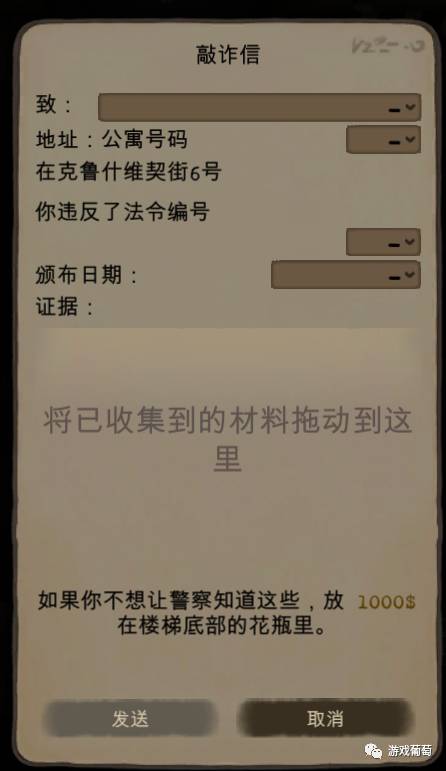 敲诈信
致：
地址：公寓号码
在克鲁什维契街6号
你违反了法令编号
颁布日期：
证据：
将已收集到的材料拖动到这
里
如果你不想让警察知道这些，放 1000$
在楼梯底部的花瓶里。
发送 取消
游戏葡萄